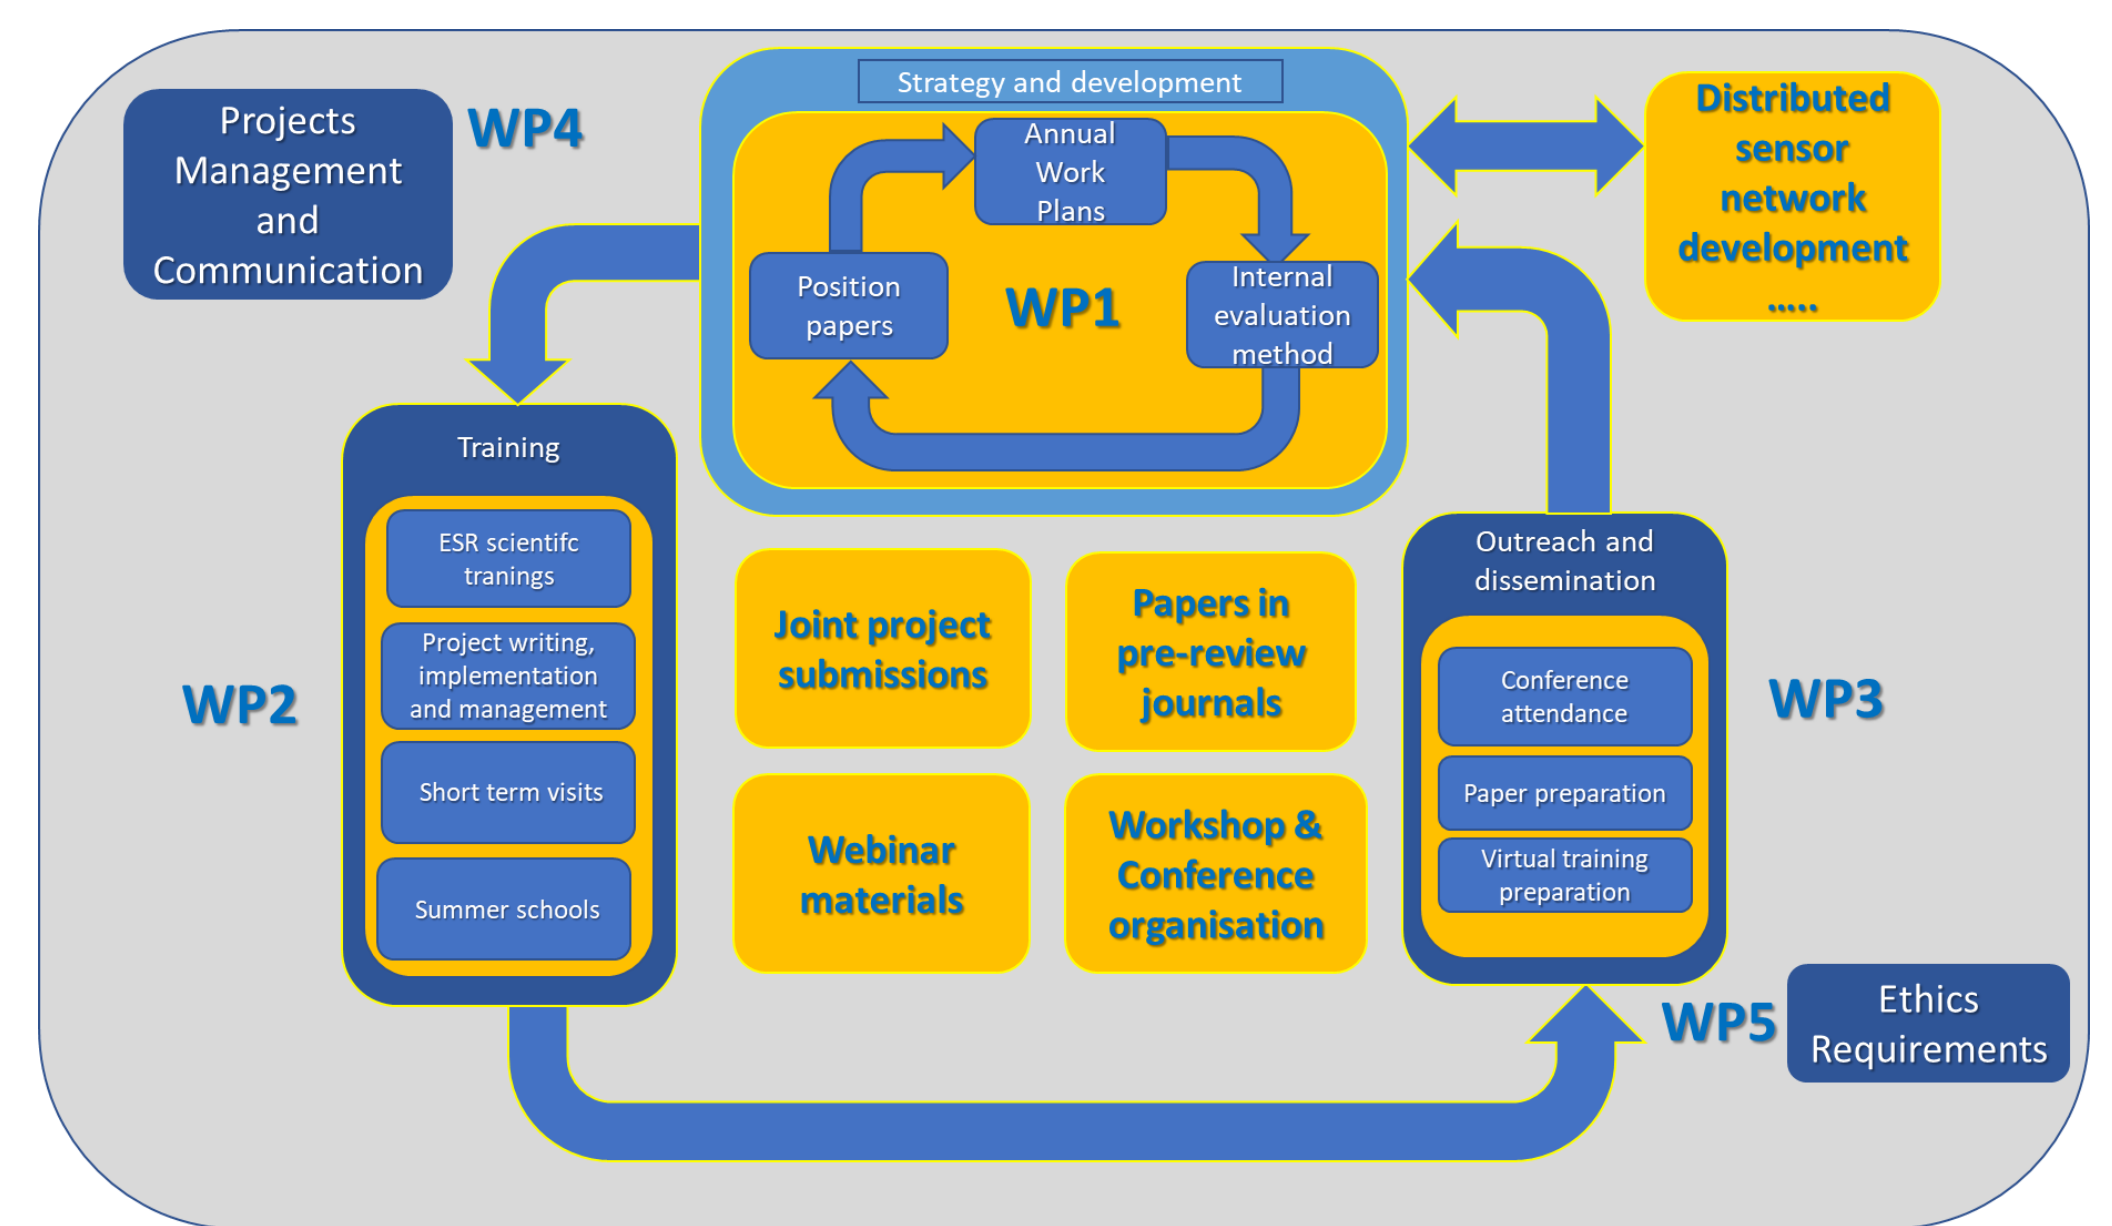 Projects
Management
and
Communication
WP4
Strategy and development
Annual
Work
Plans
Position
papers
WP1
Internal
evaluation
method
Distributed
sensor
network
development
.....
Training
ESR scientifc
tranings
Project writing,
implementation
and management
Short term visits
Summer schools
WP2
Joint project
submissions
Papers in
pre-review
journals
Webinar
materials
Workshop &
Conference
organisation
Outreach and
dissemination
Conference
attendance
Paper preparation
Virtual training
preparation
WP3
WP5
Ethics
Requirements